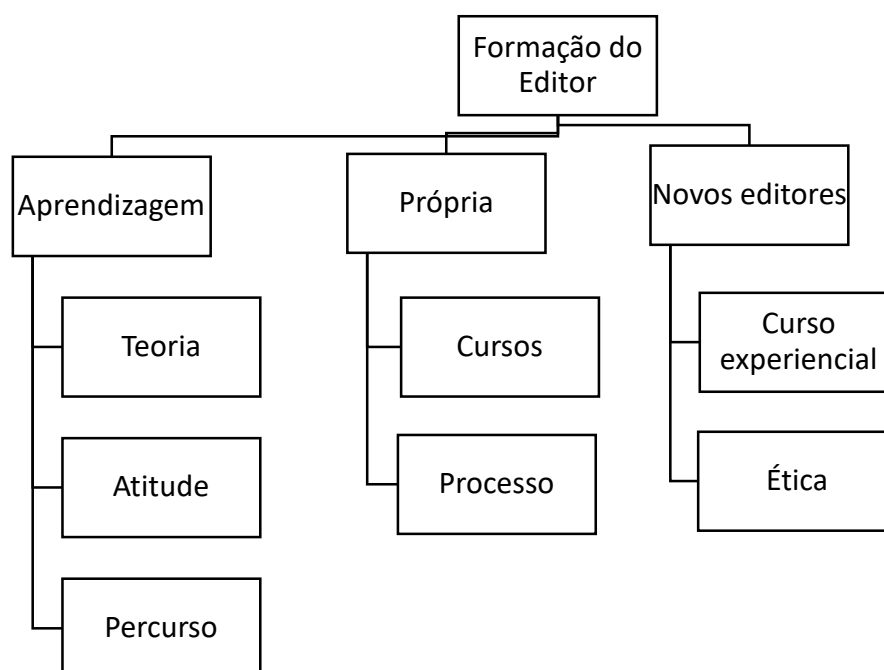 Formação do
Editor
Aprendizagem
Própria
Novos editores
Teoria
Cursos
Curso
experiencial
Atitude
Processo
Ética
Percurso